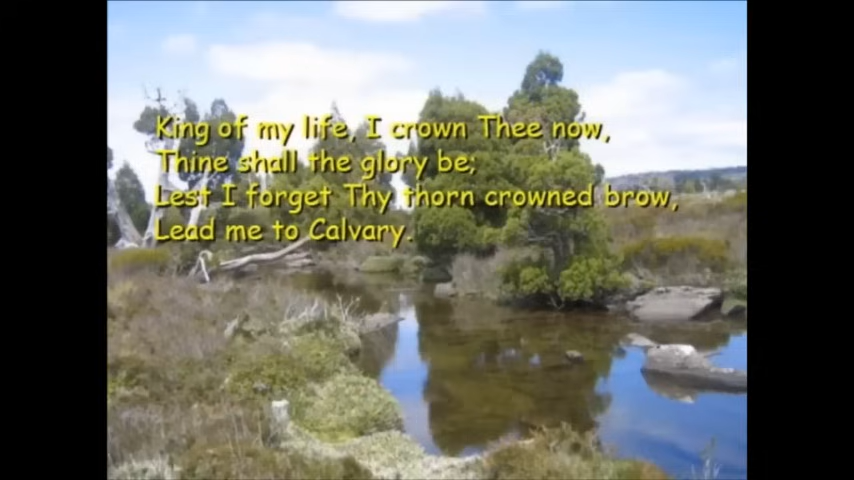 King of my life, I crown Thee now,
Thine shall the glory be;
Lest I forget Thy thorn crowned brow,
Lead me to Calvary.